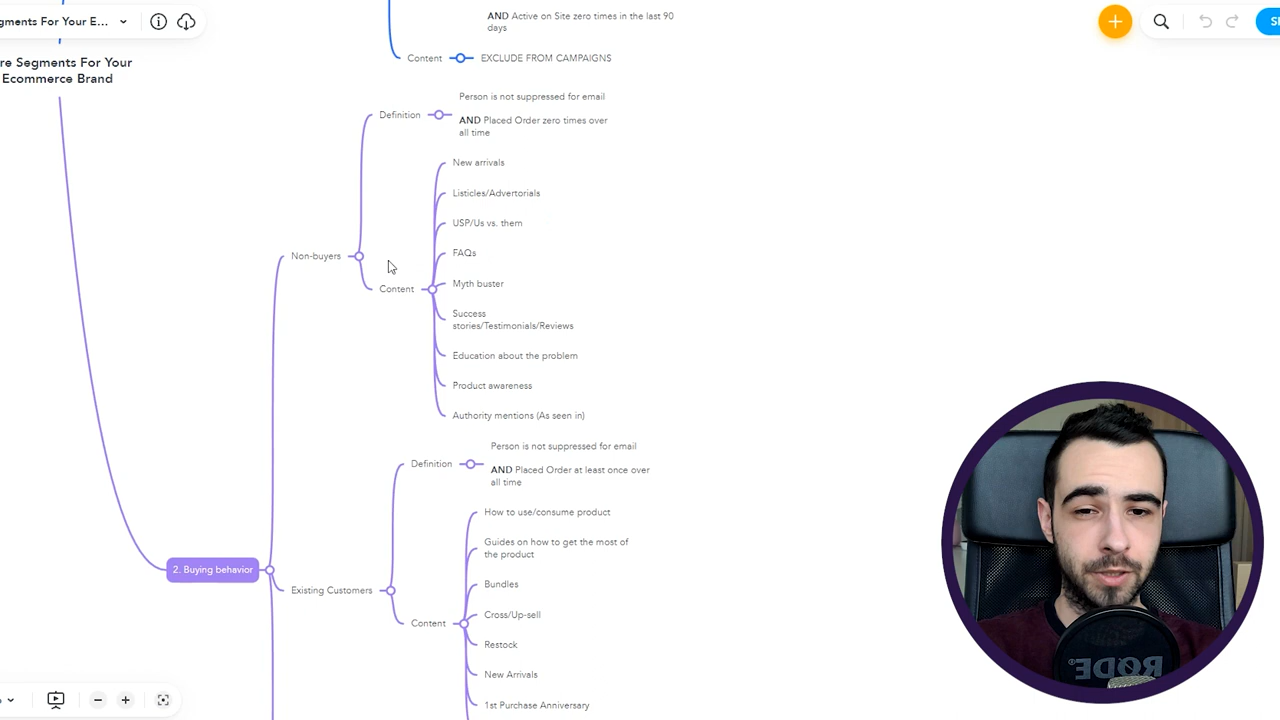 gments For Your E...
re Segments For Your
Ecommerce Brand
AND Active on Site zero times in the last 90
days
Content
EXCLUDE FROM CAMPAIGNS
Definition
Person is not suppressed for email
AND Placed Order zero times over
all time
Non-buyers
Content
New arrivals
Listicles/Advertorials
USP/Us vs. them
FAQs
Myth buster
Success
stories/Testimonials/Reviews
Education about the problem
Product awareness
Authority mentions (As seen in)
2. Buying behavior
Existing Customers
Definition
Person is not suppressed for email
AND Placed Order at least once over
all time
Content
How to use/consume product
Guides on how to get the most of
the product
Bundles
Cross/Up-sell
Restock
New Arrivals
1st Purchase Anniversary
RODE